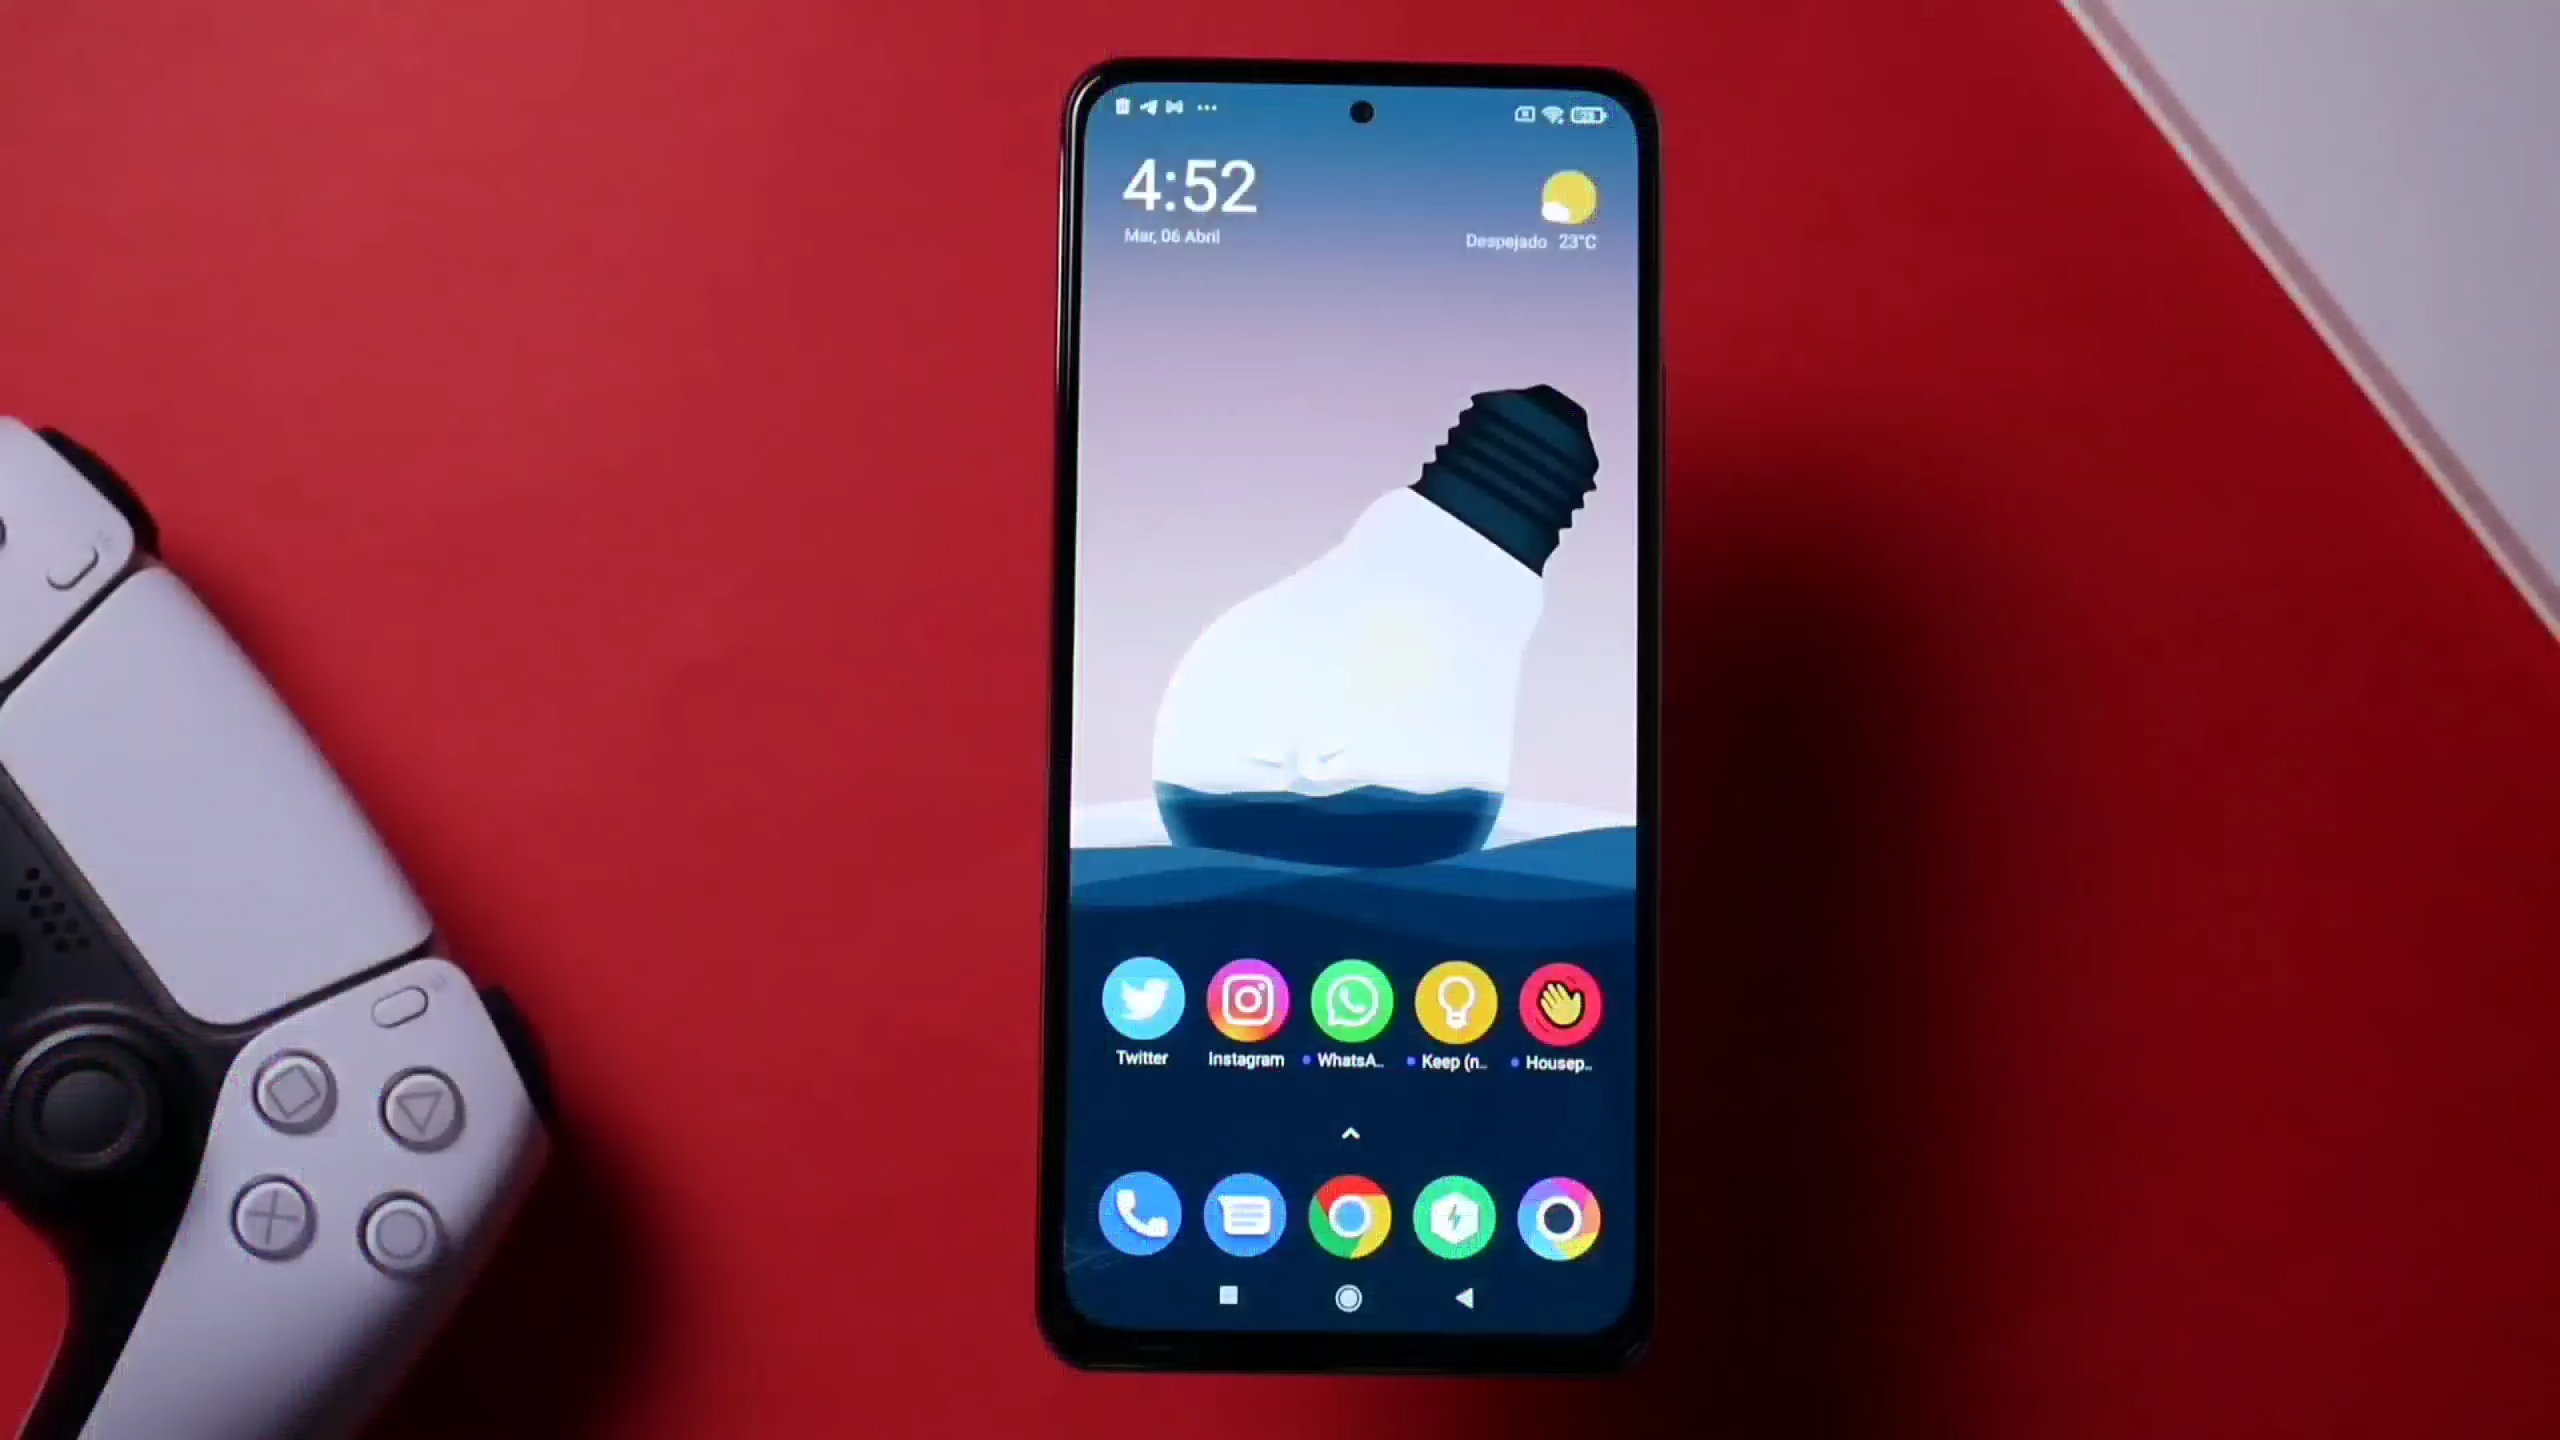 4:52
Mar, 06 Abril
Despejado 23°C
Twitter
Instagram
WhatsA..
Keep (n..
Housep..